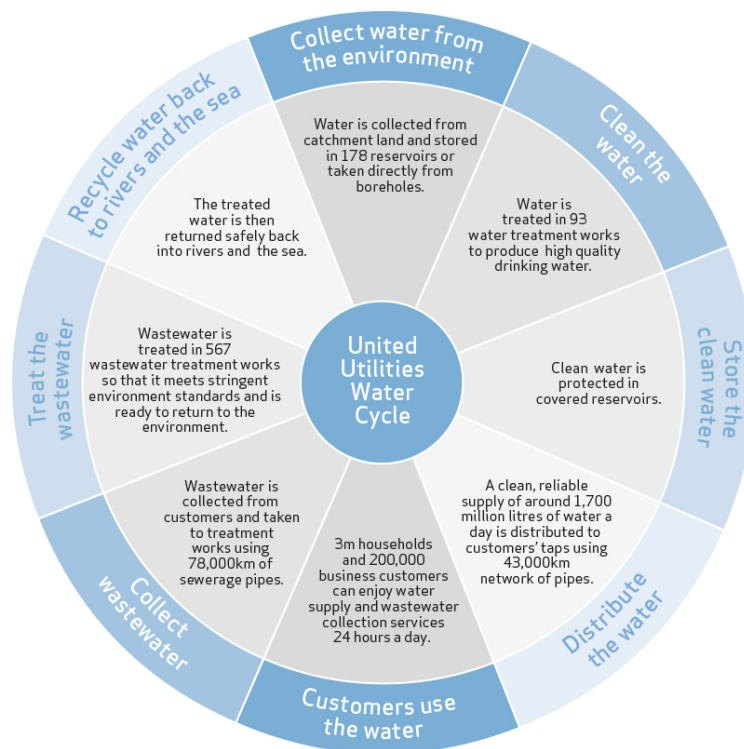 Collect water from
the environment
Water is collected from
catchment land and stored
in 178 reservoirs or
taken directly from
boreholes.
Clean the
water
Water is
treated in 93
water treatment works
to produce high quality
drinking water.
Store the
clean water
Clean water is
protected in
covered reservoirs.
Distribute
the water
A clean, reliable
supply of around 1,700
million litres of water a
day is distributed to
customers' taps using
43,000km
network of pipes.
Customers use
the water
3m households
and 200,000
business customers
can enjoy water
supply and wastewater
collection services
24 hours a day.
Collect
wastewater
Wastewater is
collected from
customers and taken
to treatment
works using
78,000km of
sewerage pipes.
Treat the
wastewater
Wastewater is
treated in 567
wastewater treatment works
so that it meets stringent
environment standards and is
ready to return to the
environment.
Recycle water back
to rivers and the sea
The treated
water is then
returned safely back
into rivers and the sea.
United
Utilities
Water
Cycle